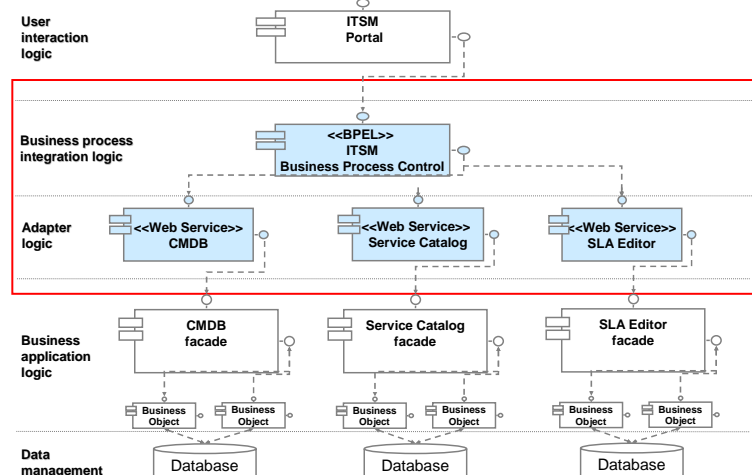 User
interaction
logic
ITSM
Portal
Business process
integration logic
<<BPEL>>
ITSM
Business Process Control
Adapter
logic
<<Web Service>>
CMDB
<<Web Service>>
Service Catalog
<<Web Service>>
SLA Editor
Business
application
logic
CMDB
facade
Service Catalog
facade
SLA Editor
facade
Business
Object
Business
Object
Business
Object
Business
Object
Business
Object
Business
Object
Data
management
Database
Database
Database